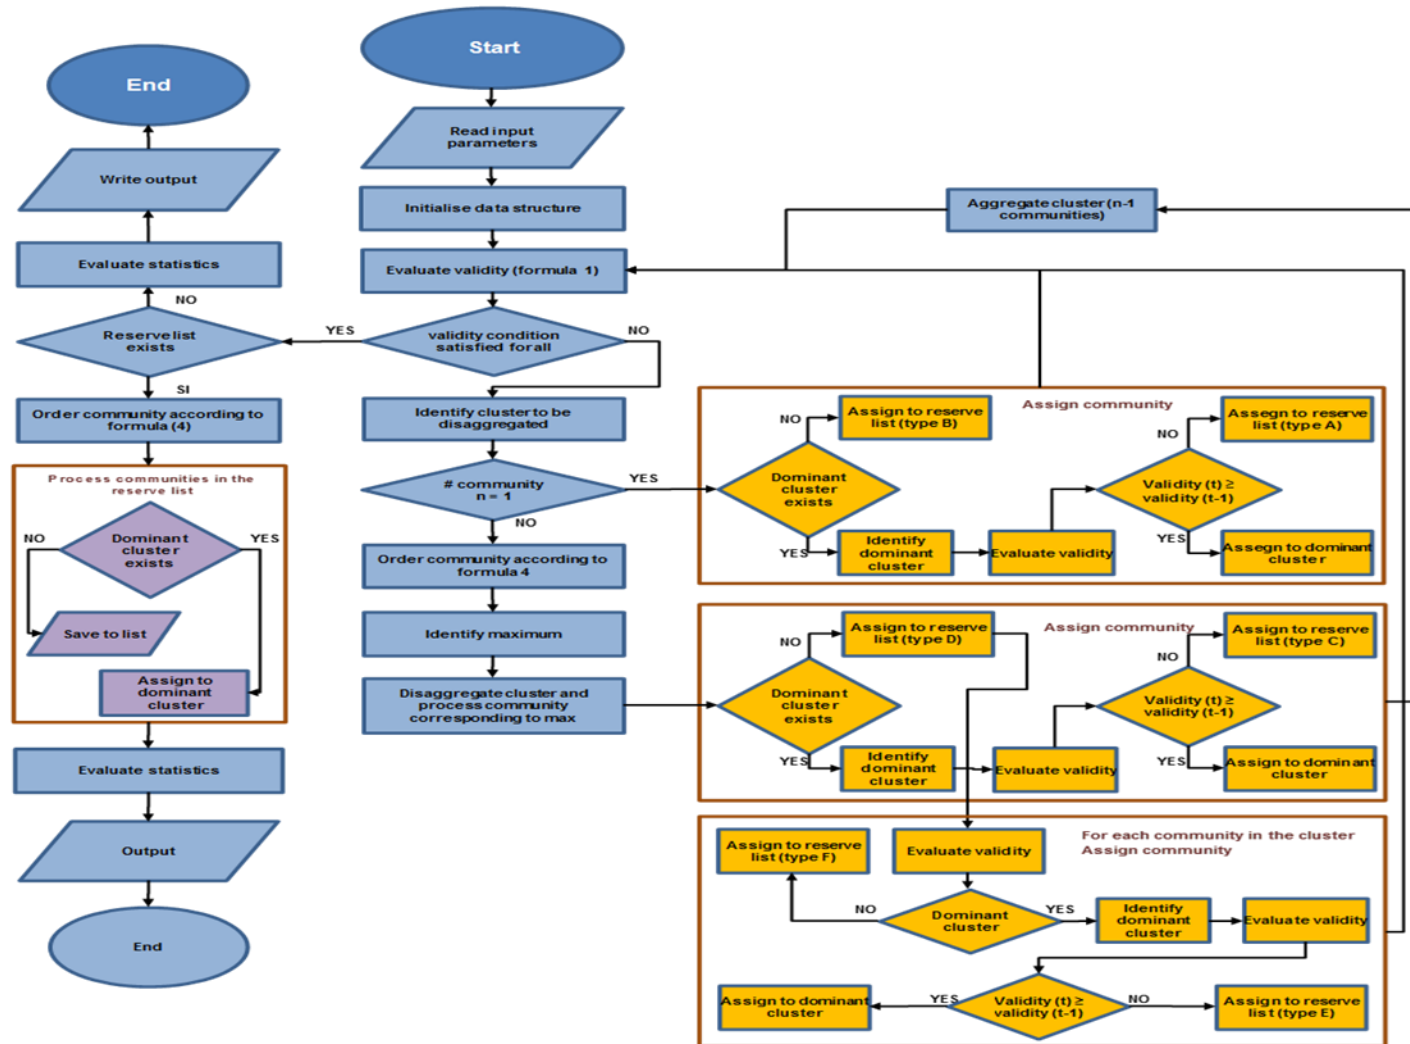 Start
End
Read input
parameters
Write output
Initialise data structure
Aggregate cluster (n-1
communities)
Evaluate statistics
Evaluate validity (formula 1)
NO
Reserve list
exists
YES
validity condition
satisfied for all
NO
SI
Order community according to
formula (4)
Identify cluster to be
disaggregated
Assign community
NO
Assign to reserve
list (type B)
Assegn to reserve
list (type A)
NO
Process communities in the
reserve list
# community
n = 1
YES
Dominant
cluster
exists
Validity (t) ≥
validity (t-1)
NO
NO
Dominant
cluster
exists
YES
YES
Identify
dominant
cluster
Evaluate validity
YES
Assegn to dominant
cluster
Order community according to
formula 4
Save to list
Identify maximum
Assign community
NO
Assign to reserve
list (type D)
Assign to reserve
list (type C)
NO
Assign to
dominant
cluster
Disaggregate cluster and
process community
corresponding to max
Dominant
cluster
exists
Validity (t) ≥
validity (t-1)
YES
Identify
dominant
cluster
Evaluate validity
YES
Assign to dominant
cluster
Evaluate statistics
Output
End
For each community in the cluster
Assign community
Assign to reserve
list (type F)
Evaluate validity
NO
Dominant
cluster
YES
Identify
dominant
cluster
Evaluate validity
Assign to dominant
cluster
YES
Validity (t) ≥
validity (t-1)
NO
Assign to reserve
list (type E)